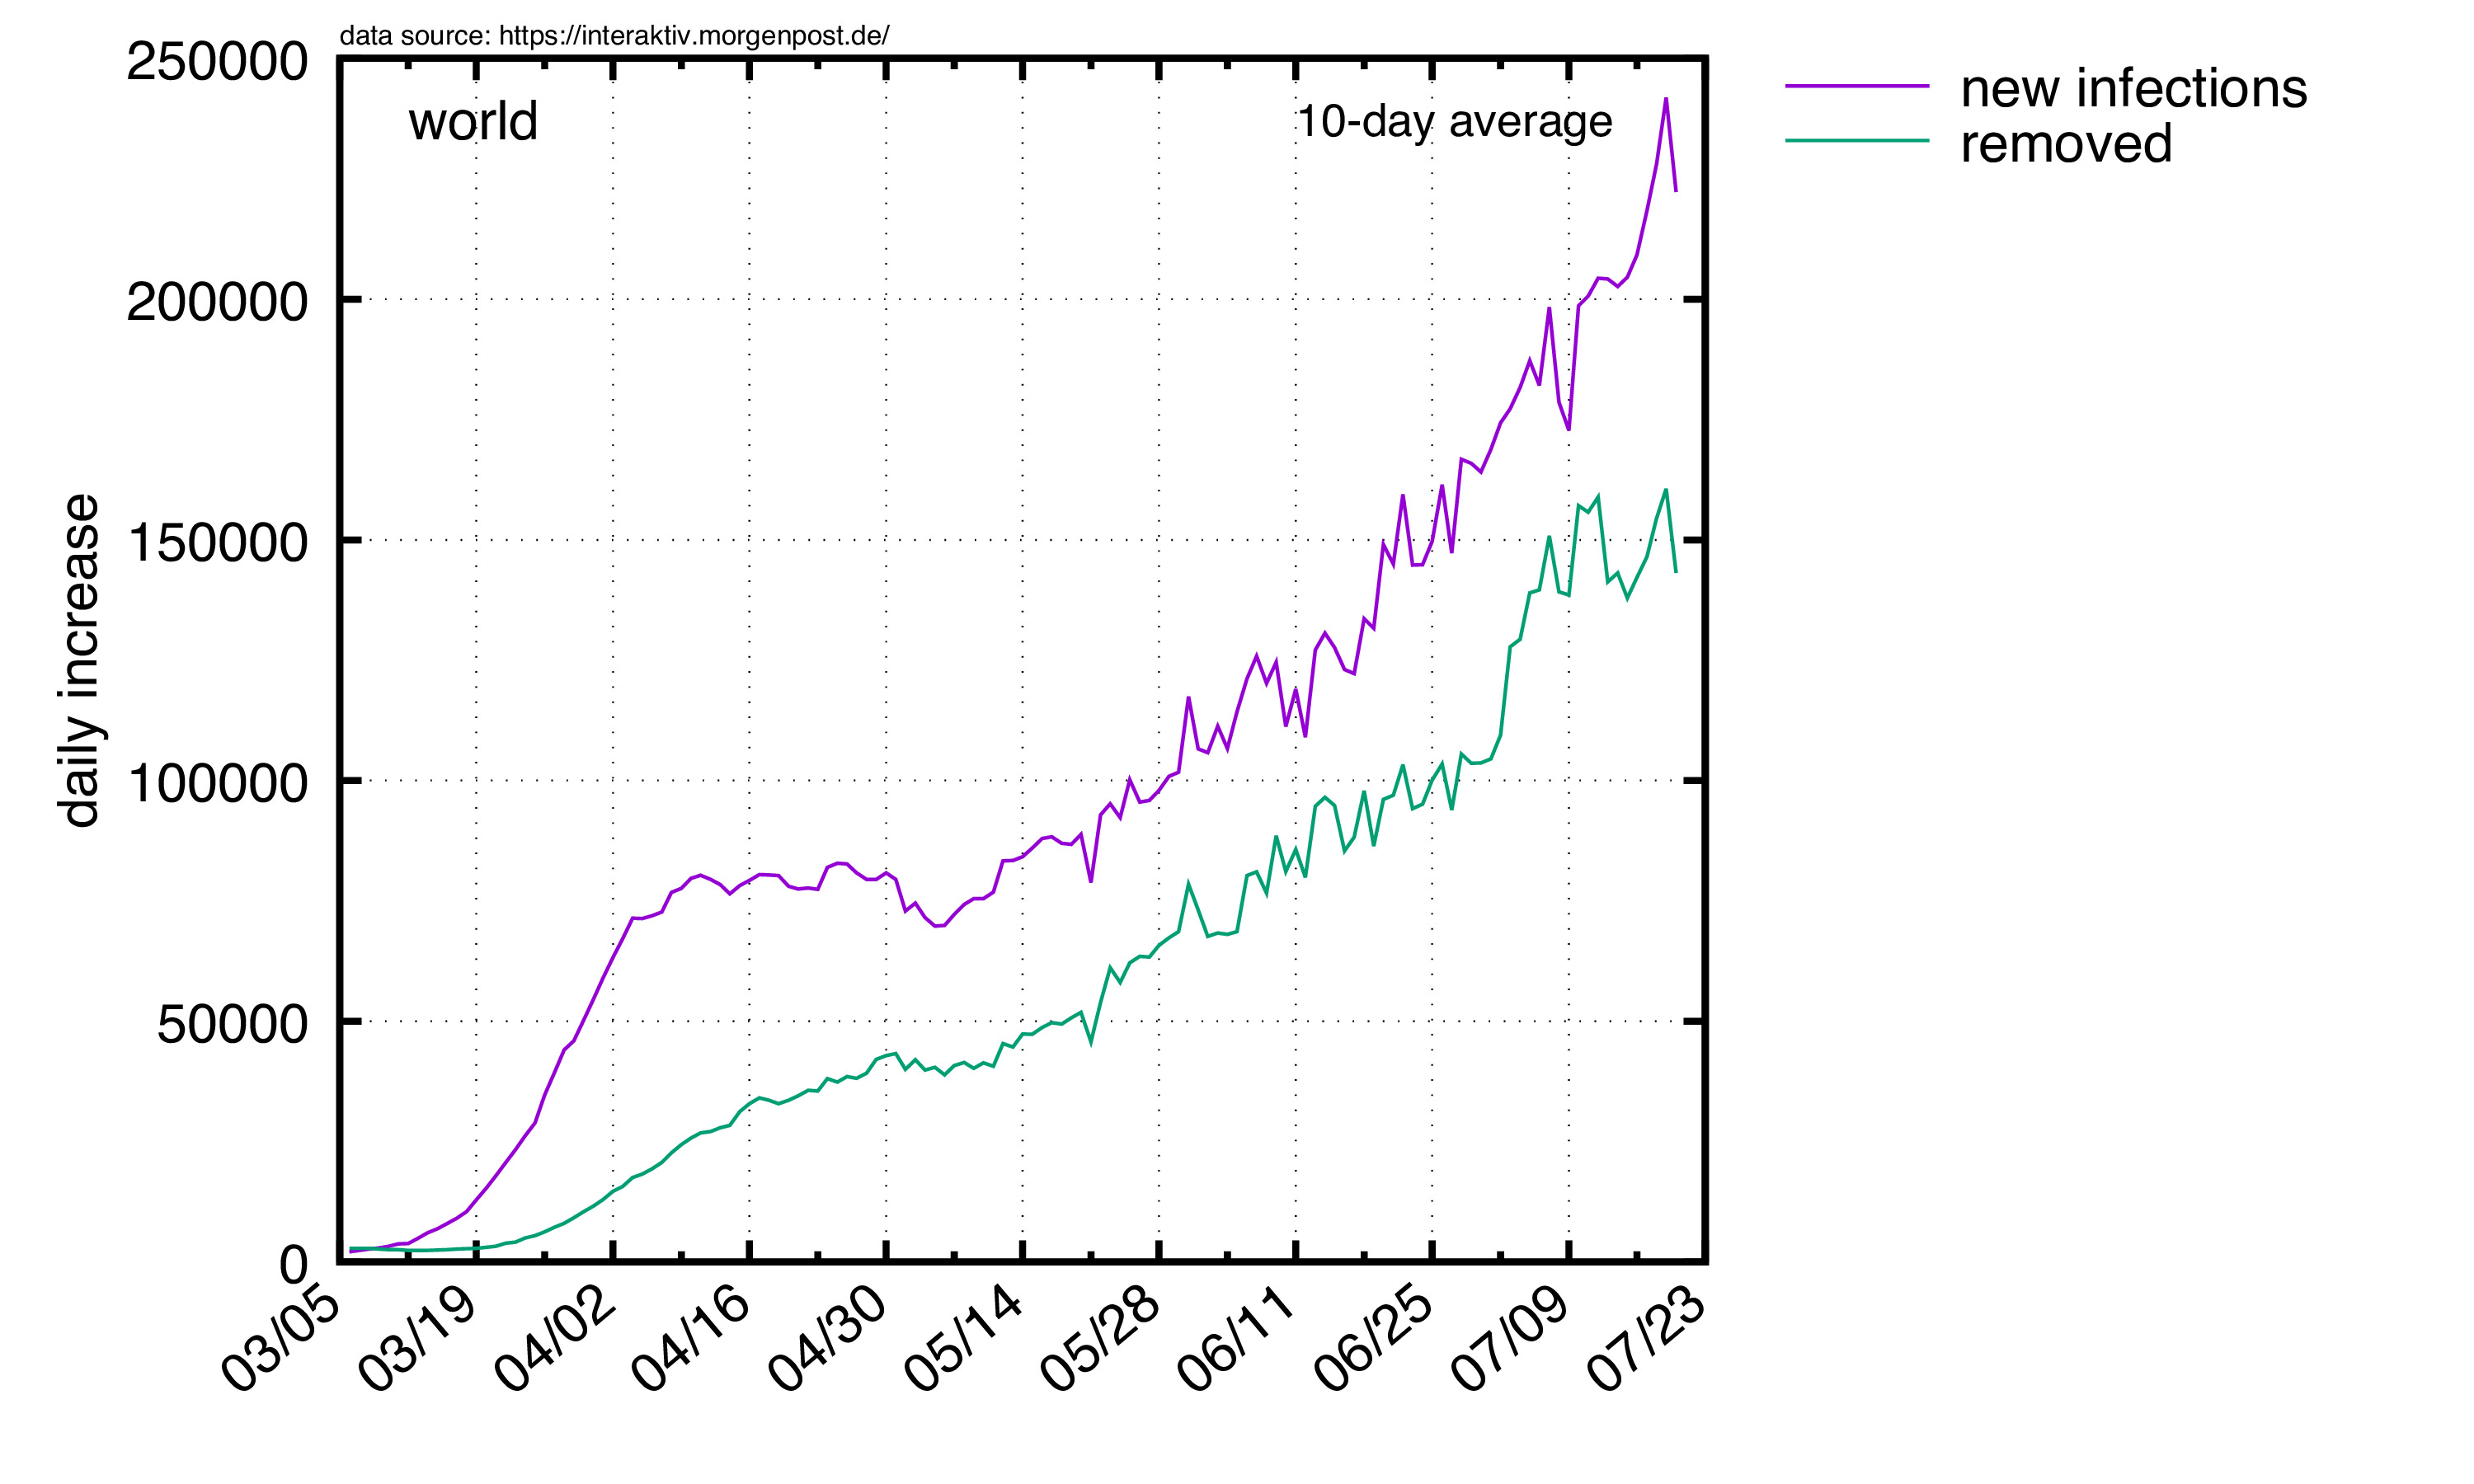 data source: https://interaktiv.morgenpost.de/
250000
world
10-day average
new infections
removed
200000
150000
daily increase
100000
50000
0
03/05
03/19
04/02
04/16
04/30
05/14
05/28
06/11
06/25
07/09
07/23